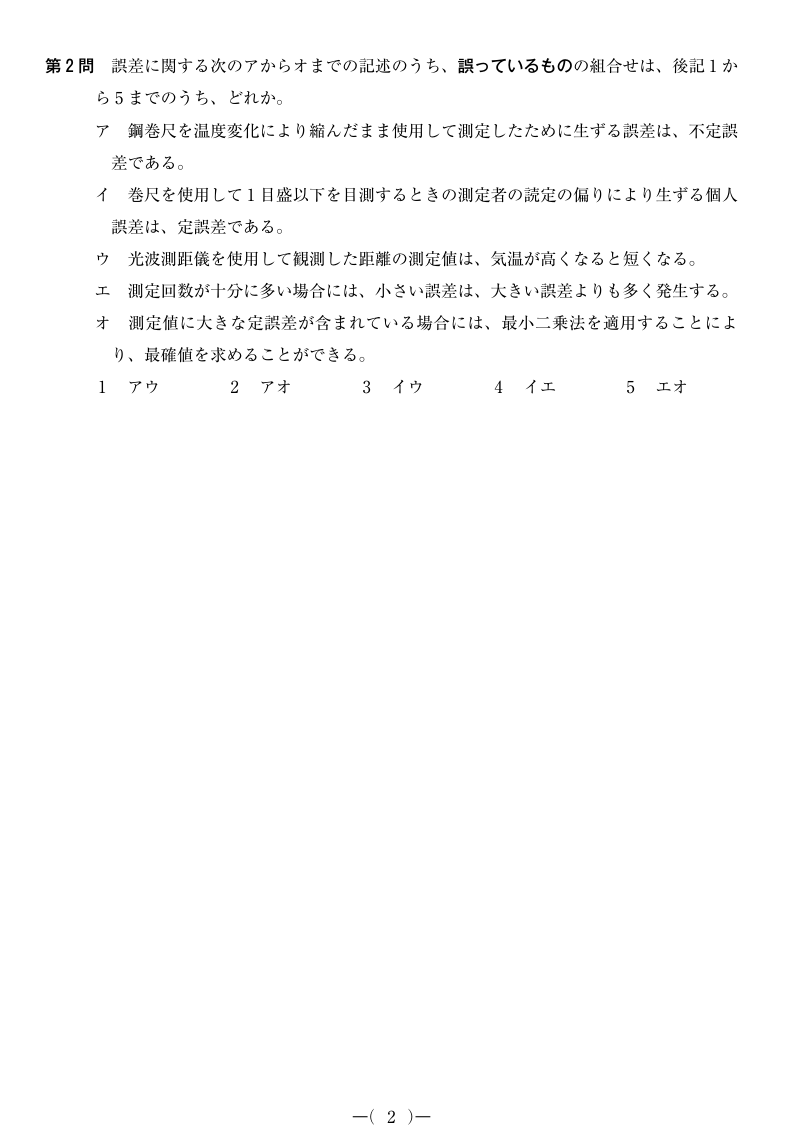 第2問　誤差に関する次のアからオまでの記述のうち、誤っているものの組合せは、後記1か
ら5までのうち、どれか。
ア　鋼巻尺を温度変化により縮んだまま使用して測定したために生ずる誤差は、不定誤
差である。
イ　巻尺を使用して1目盛以下を目測するときの測定者の読定の偏りにより生ずる個人
誤差は、定誤差である。
ウ　光波測距儀を使用して観測した距離の測定値は、気温が高くなると短くなる。
エ　測定回数が十分に多い場合には、小さい誤差は、大きい誤差よりも多く発生する。
オ　測定値に大きな定誤差が含まれている場合には、最小二乗法を適用することによ
り、最確値を求めることができる。
1　アウ　2　アオ　3　イウ　4　イエ　5　エオ
―( 2 )―